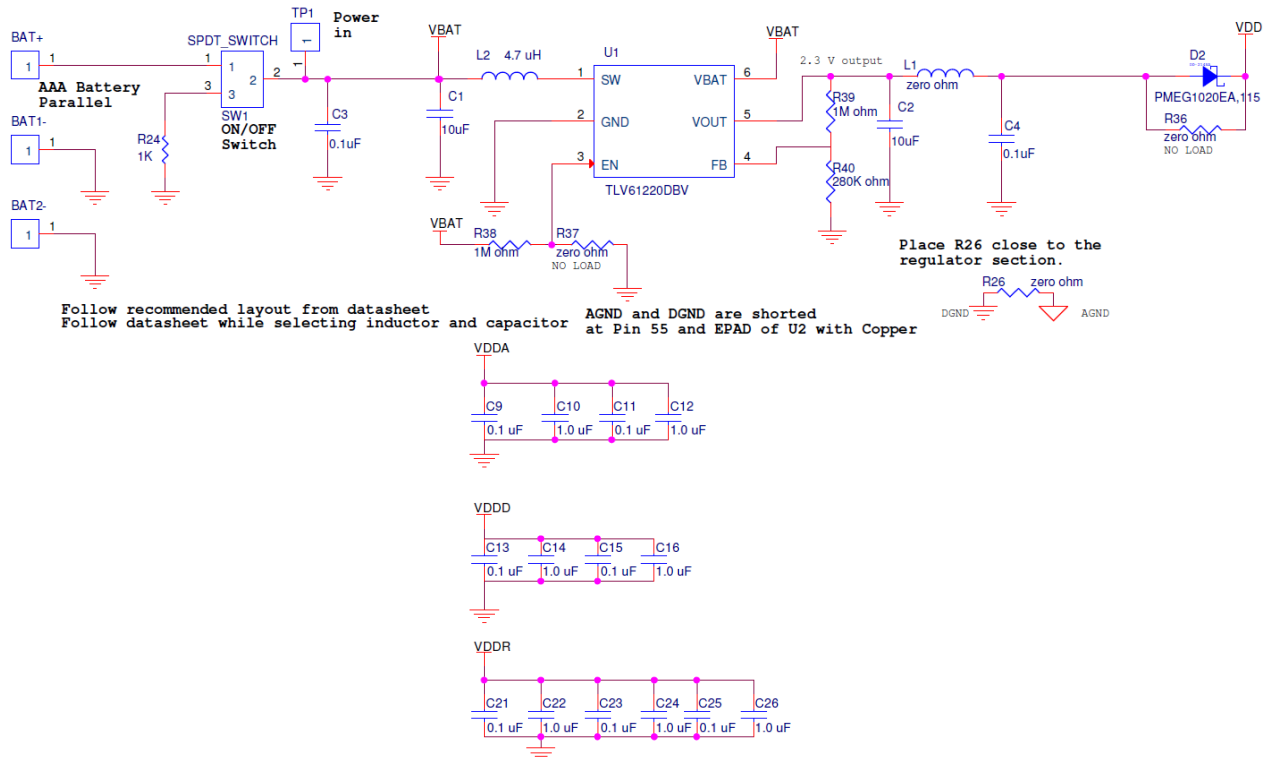 BAT+
1
1
AAA Battery
Parallel
BAT1-
1
1
BAT2-
1
1
SPDT_SWITCH
1
1
2
2
3
3
SW1
ON/OFF
Switch
R24
1K
TP1
1
1
Power
in
C3
0.1uF
VBAT
C1
10uF
L2 4.7 uH
U1
1
SW
VBAT
6
2
GND
VOUT
5
3
EN
FB
4
TLV61220DBV
VBAT
VBAT
R38
1M ohm
R37
zero ohm
NO LOAD
2.3 V output
R39
1M ohm
R40
280K ohm
C2
10uF
L1
zero ohm
C4
0.1uF
VDD
D2
PMEG1020EA,115
R36
zero ohm
NO LOAD
Place R26 close to the
regulator section.
R26 zero ohm
DGND
AGND
Follow recommended layout from datasheet
Follow datasheet while selecting inductor and capacitor
AGND and DGND are shorted
at Pin 55 and EPAD of U2 with Copper
VDDA
C9 C10 C11 C12
0.1 uF 1.0 uF 0.1 uF 1.0 uF
VDDD
C13 C14 C15 C16
0.1 uF 1.0 uF 0.1 uF 1.0 uF
VDDR
C21 C22 C23 C24 C25 C26
0.1 uF 1.0 uF 0.1 uF 1.0 uF 0.1 uF 1.0 uF